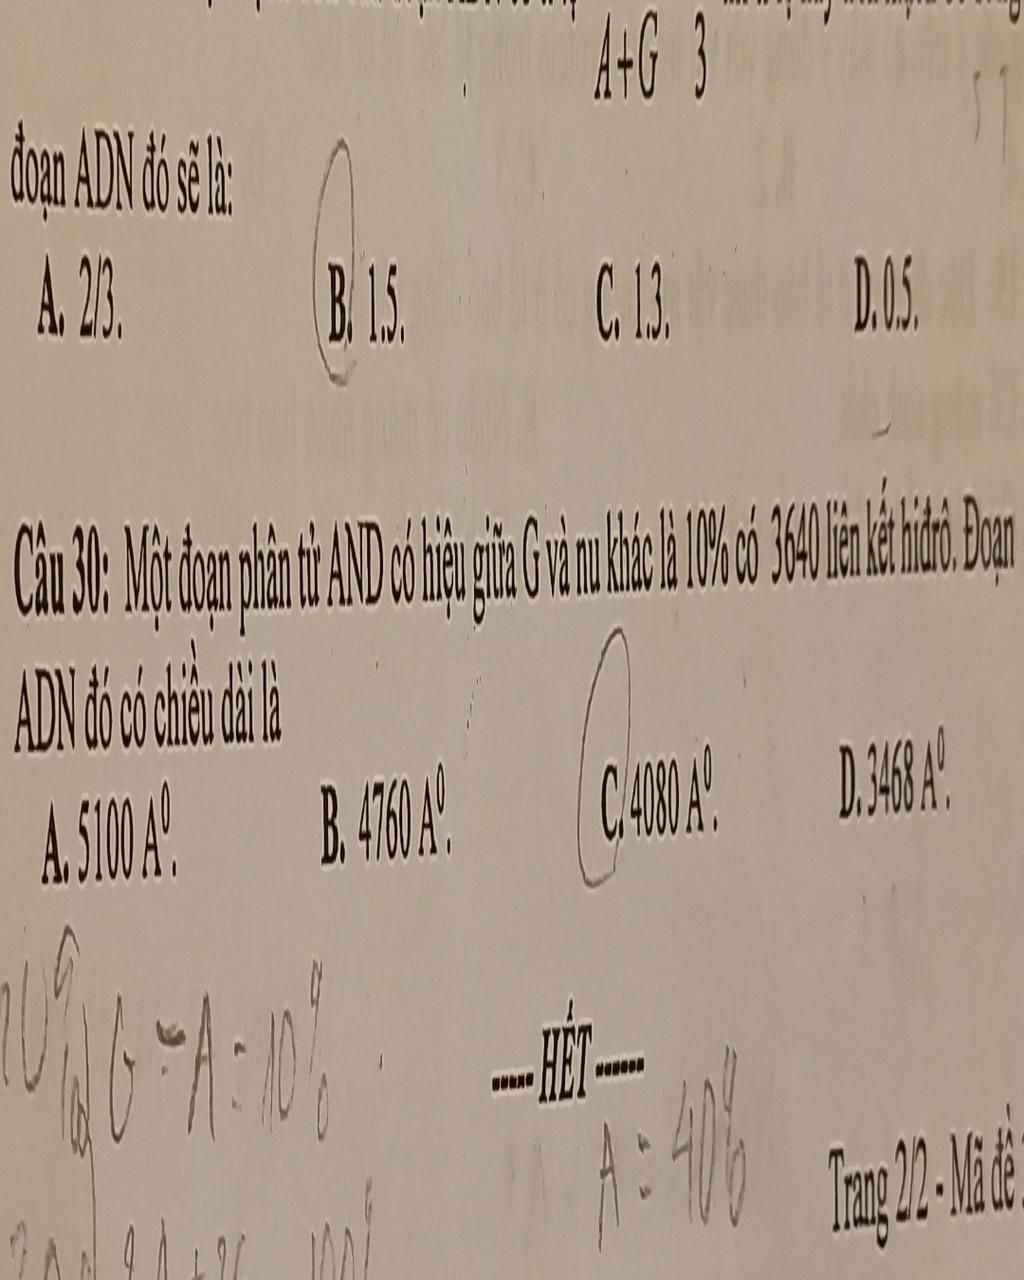 A+G 3
đoạn ADN đó sẽ là:
A. 2/3. B. 1.5. C. 1.3. D. 0.5.
Câu 30: Một đoạn phân tử AND có hiệu giữa G và nu khác là 10% có 3640 liên kết hiđrô. Đoạn
ADN đó có chiều dài là
A. 5100 A⁰. B. 4760 A⁰. C. 4080 A⁰. D. 3468 A⁰.
G - A = 10%
----- HẾT ------
A = 40%
Trang 2/2 - Mã đề